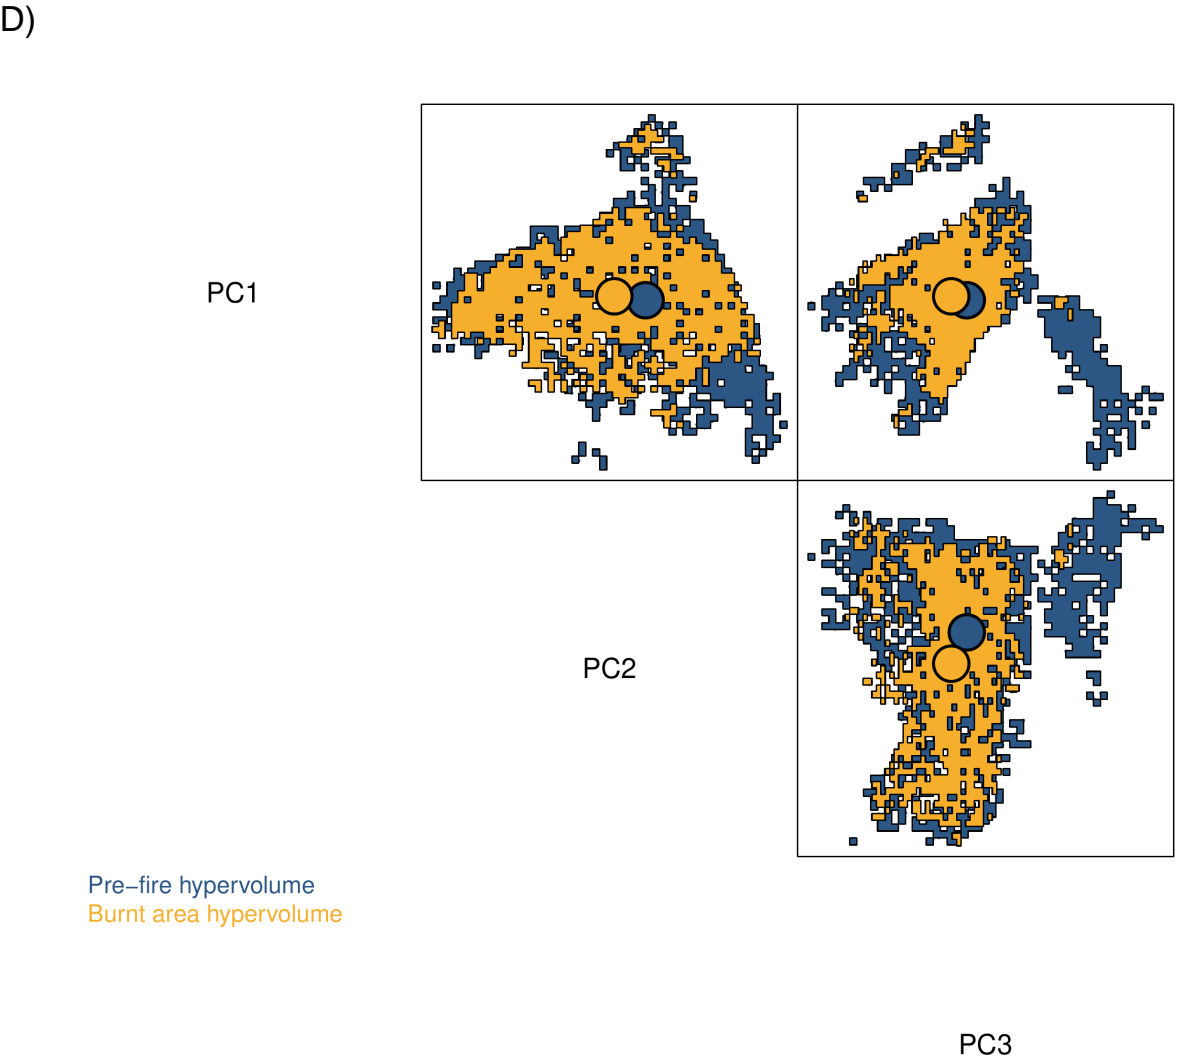 D)
PC1
PC2
Pre−fire hypervolume
Burnt area hypervolume
PC3